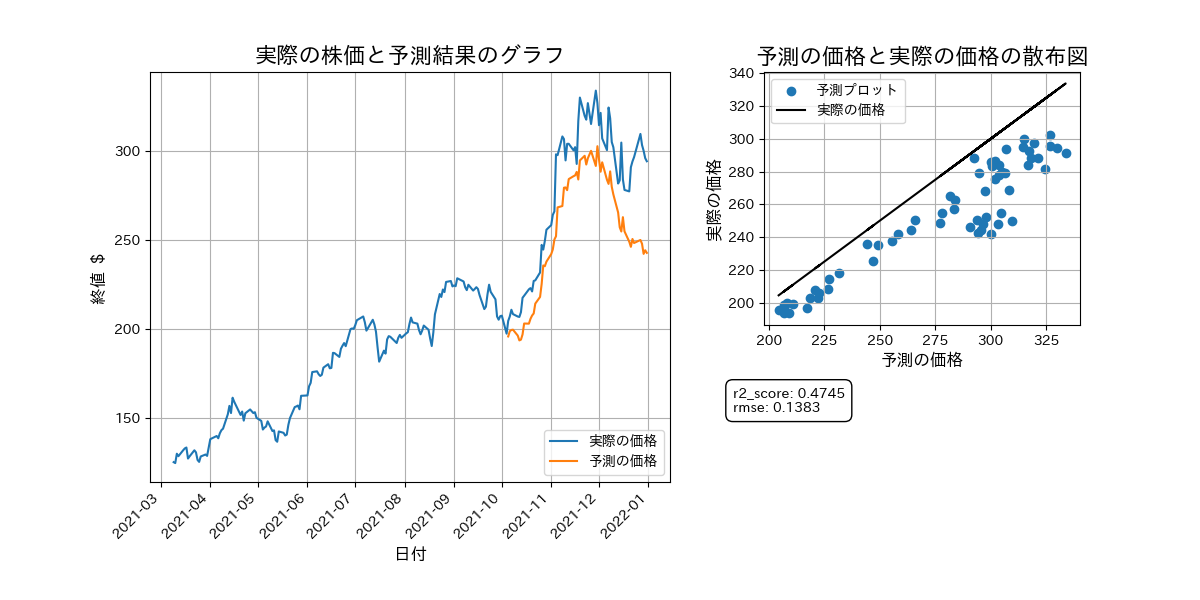 実際の株価と予測結果のグラフ
終値 $
300
250
200
150
2021-03
2021-04
2021-05
2021-06
2021-07
2021-08
2021-09
2021-10
2021-11
2021-12
2022-01
日付
実際の価格
予測の価格
予測の価格と実際の価格の散布図
実際の価格
340
320
300
280
260
240
220
200
200
225
250
275
300
325
予測の価格
予測プロット
実際の価格
r2_score: 0.4745
rmse: 0.1383